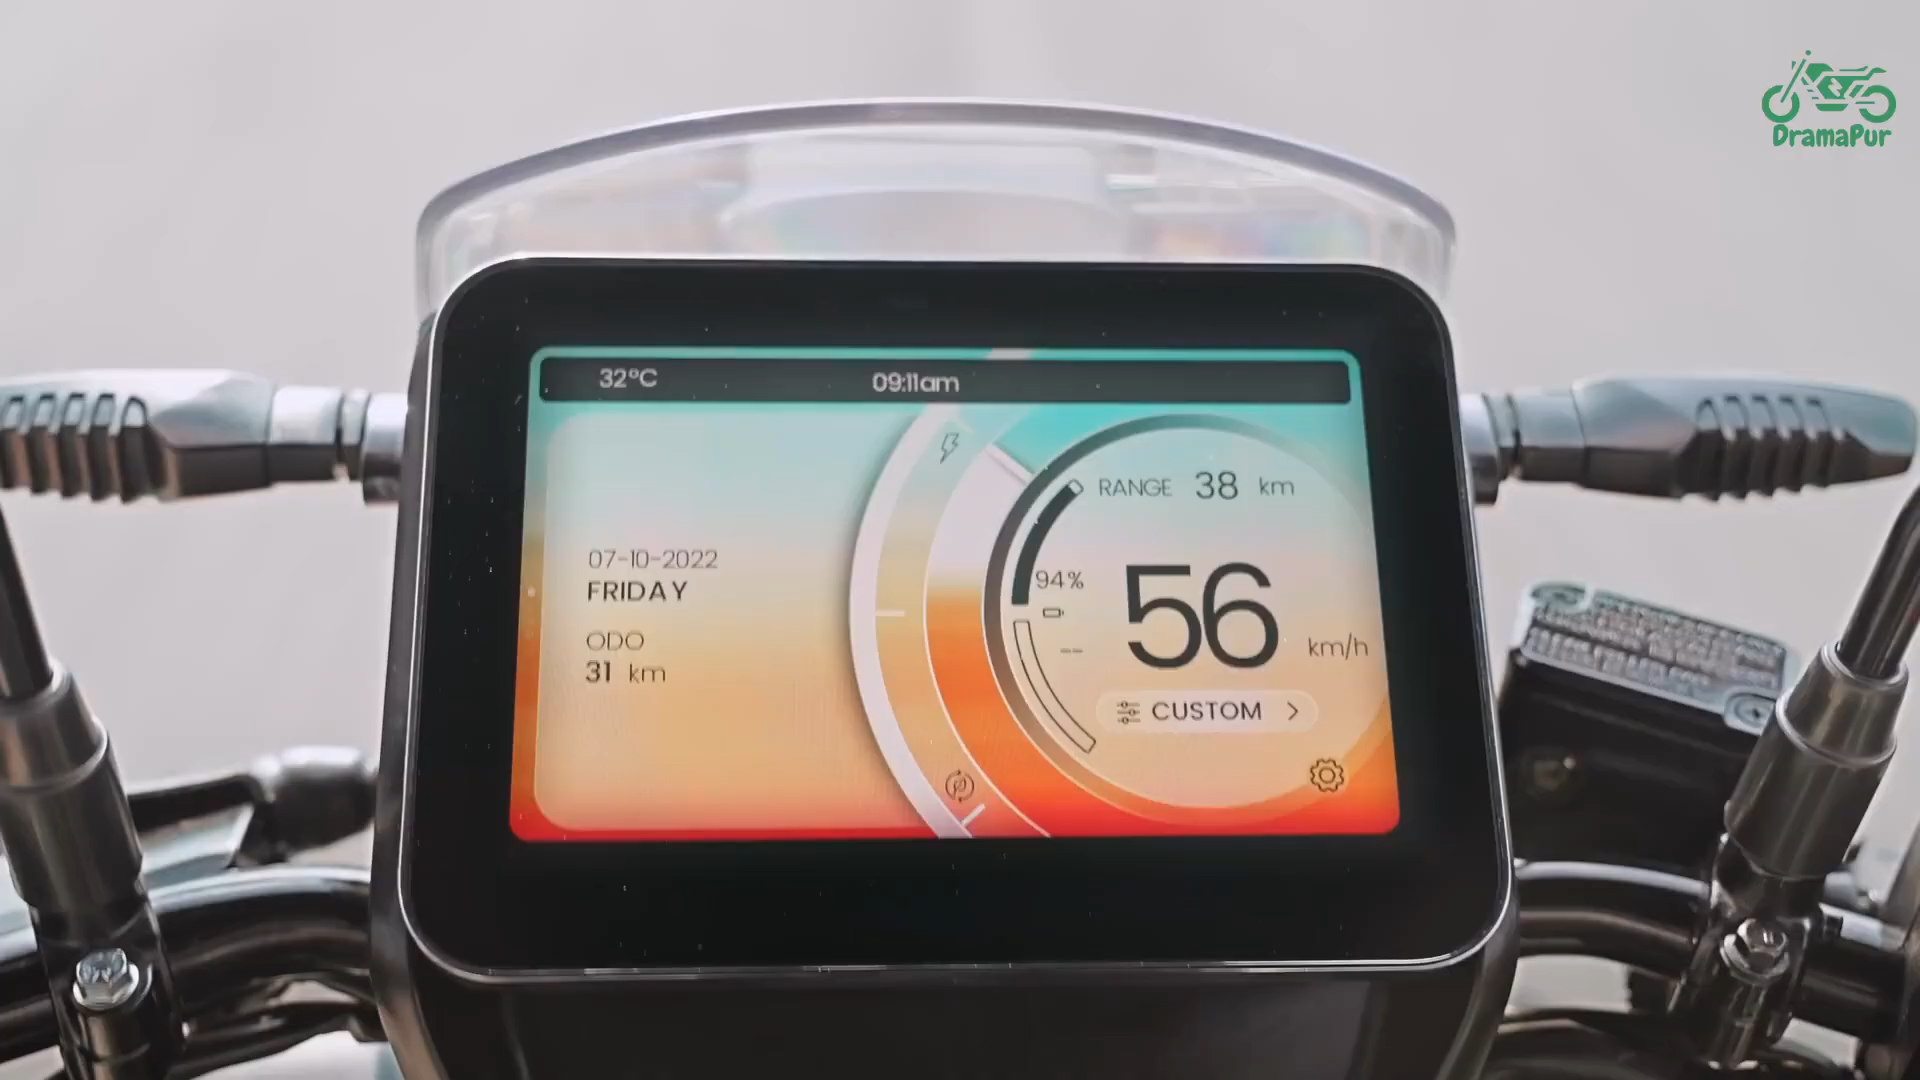 DramaPur
32°C
09:11am
RANGE 38 km
07-10-2022
FRIDAY
ODO
31 km
94%
--
56
km/h
CUSTOM >